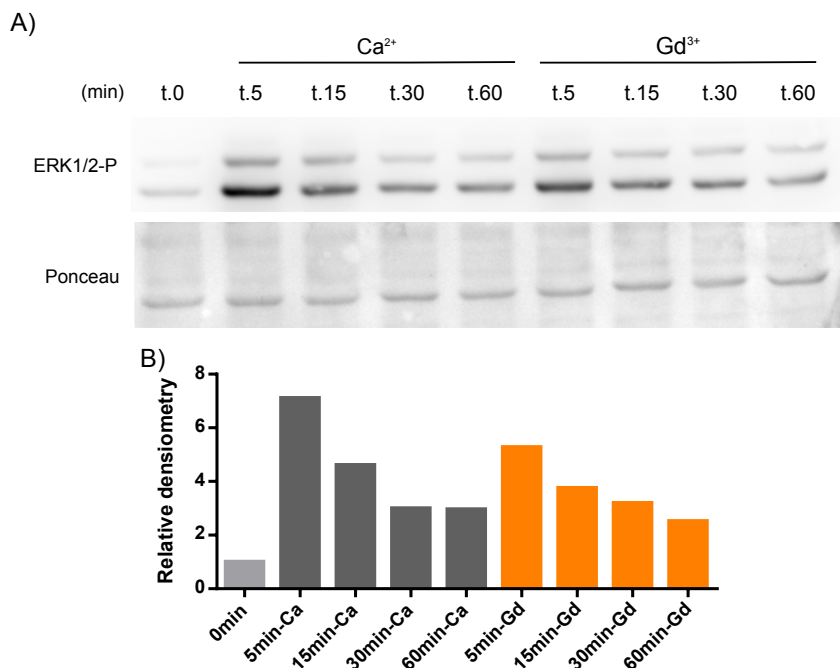 A)
Ca²⁺ Gd³⁺
(min) t.0 t.5 t.15 t.30 t.60 t.5 t.15 t.30 t.60
ERK1/2-P
Ponceau
B)
Relative densiometry
8
6
4
2
0
0min 5min-Ca 15min-Ca 30min-Ca 60min-Ca 5min-Gd 15min-Gd 30min-Gd 60min-Gd